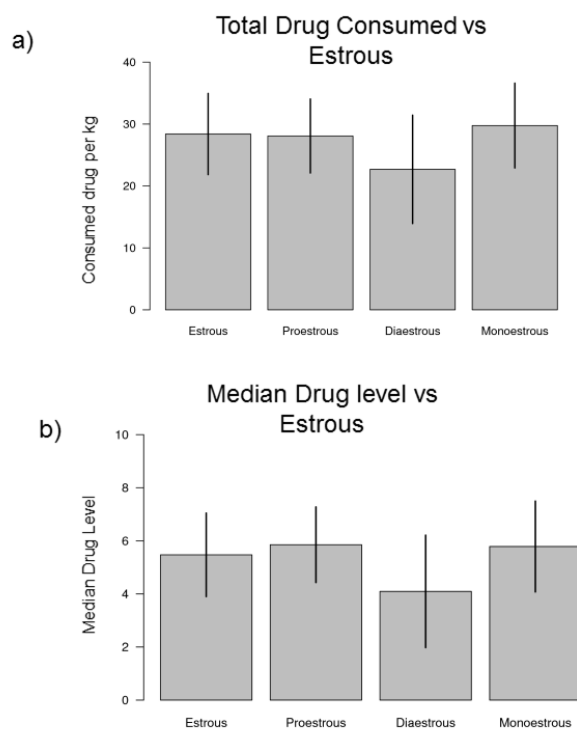 a)
Total Drug Consumed vs
Estrous
Consumed drug per kg
40
30
20
10
0
Estrous Proestrous Diaestrous Monoestrous
b)
Median Drug level vs
Estrous
Median Drug Level
10
8
6
4
2
0
Estrous Proestrous Diaestrous Monoestrous